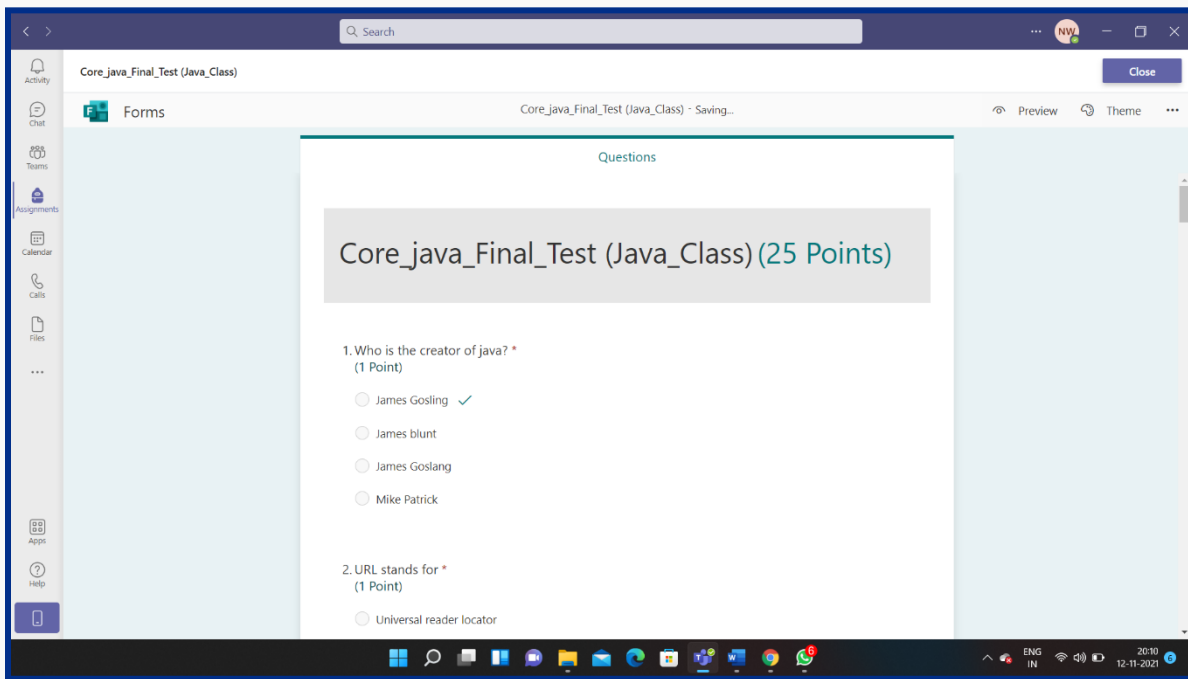 Search
NW
Activity
Core_java_Final_Test (Java_Class)
Close
Chat
Forms
Core_java_Final_Test (Java_Class) - Saving...
Preview
Theme
Teams
Assignments
Calendar
Calls
Files
Questions
Core_java_Final_Test (Java_Class) (25 Points)
1. Who is the creator of java? *
(1 Point)
James Gosling
James blunt
James Goslang
Mike Patrick
2. URL stands for *
(1 Point)
Universal reader locator
Apps
Help
6
ENG
IN
20:10
12-11-2021
6